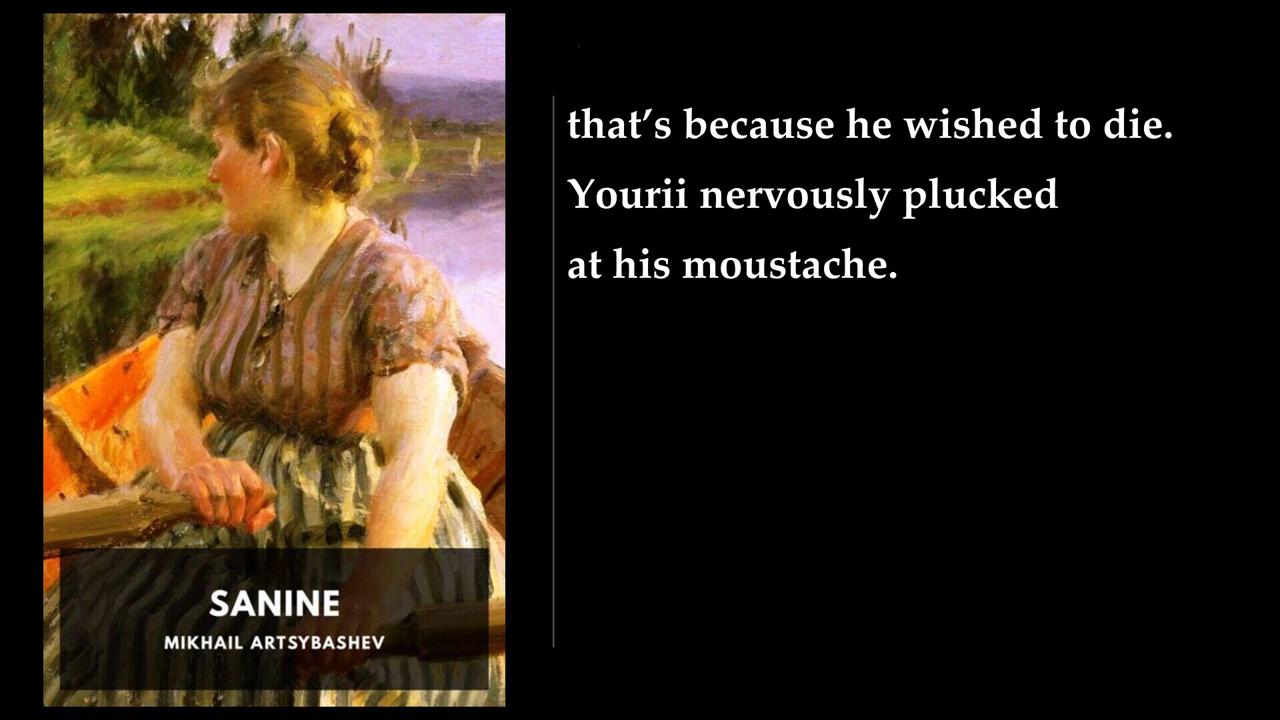 that’s because he wished to die.
Yourii nervously plucked
at his moustache.
SANINE
MIKHAIL ARTSYBASHEV